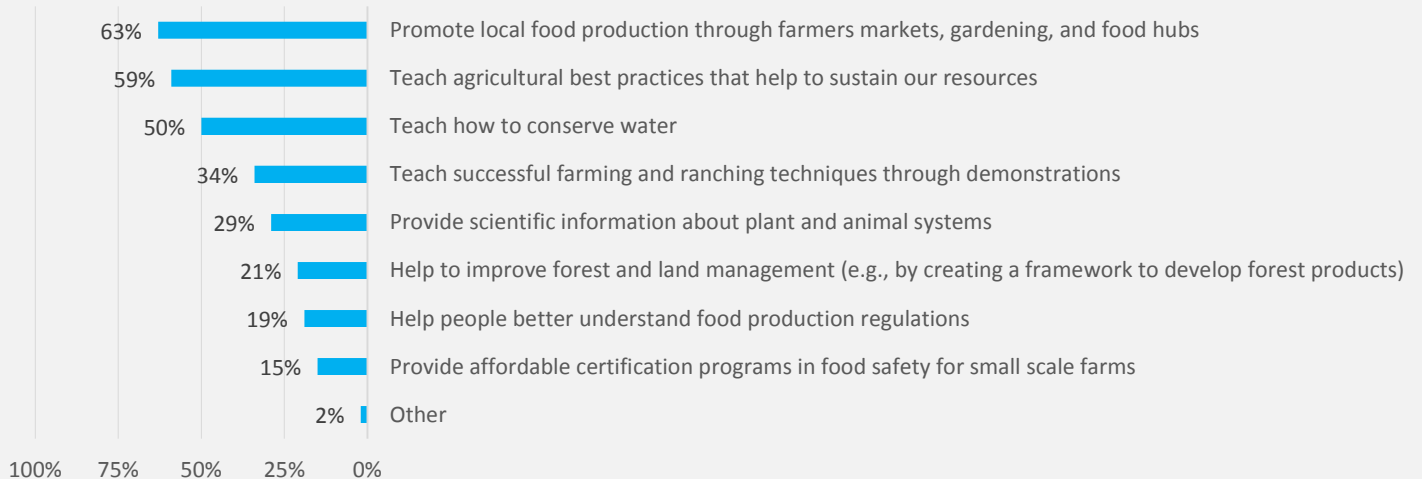 63% Promote local food production through farmers markets, gardening, and food hubs
59% Teach agricultural best practices that help to sustain our resources
50% Teach how to conserve water
34% Teach successful farming and ranching techniques through demonstrations
29% Provide scientific information about plant and animal systems
21% Help to improve forest and land management (e.g., by creating a framework to develop forest products)
19% Help people better understand food production regulations
15% Provide affordable certification programs in food safety for small scale farms
2% Other
100% 75% 50% 25% 0%